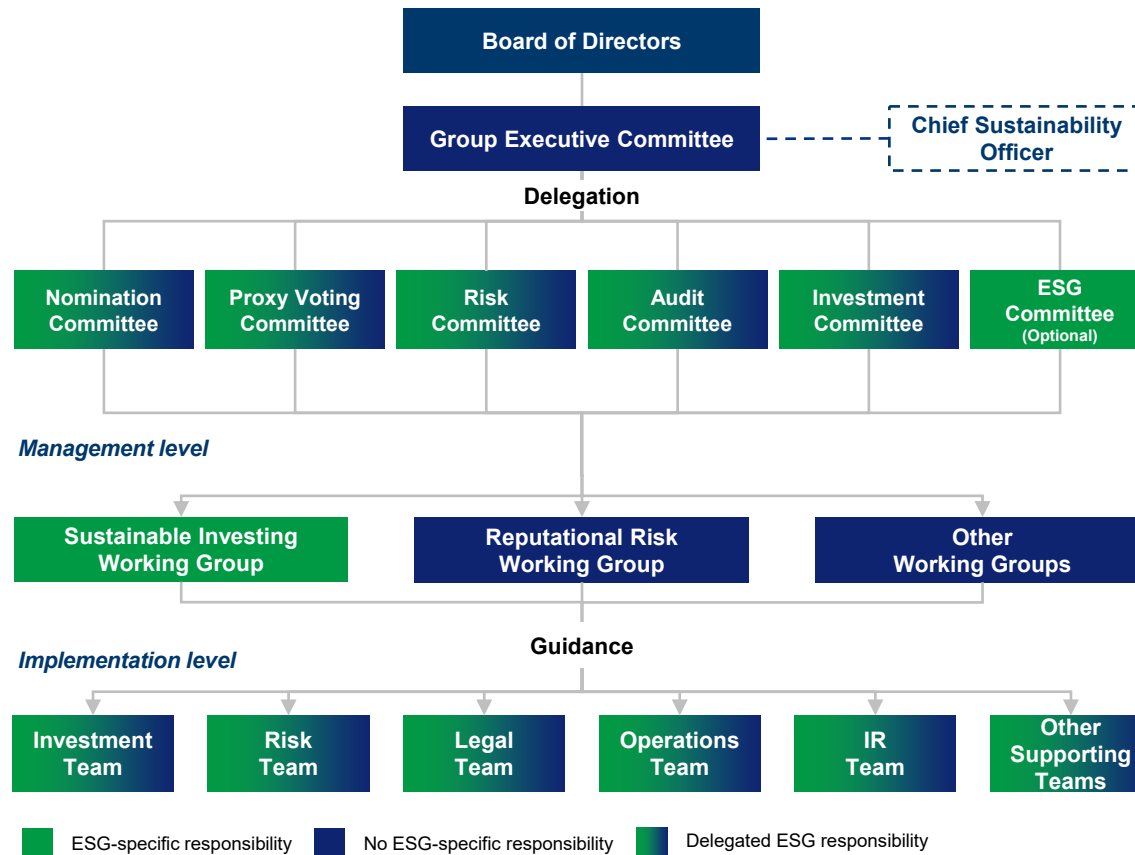 Board of Directors
Group Executive Committee
Chief Sustainability
Officer
Delegation
Nomination
Committee
Proxy Voting
Committee
Risk
Committee
Audit
Committee
Investment
Committee
ESG
Committee
(Optional)
Management level
Sustainable Investing
Working Group
Reputational Risk
Working Group
Other
Working Groups
Guidance
Implementation level
Investment
Team
Risk
Team
Legal
Team
Operations
Team
IR
Team
Other
Supporting
Teams
ESG-specific responsibility
No ESG-specific responsibility
Delegated ESG responsibility